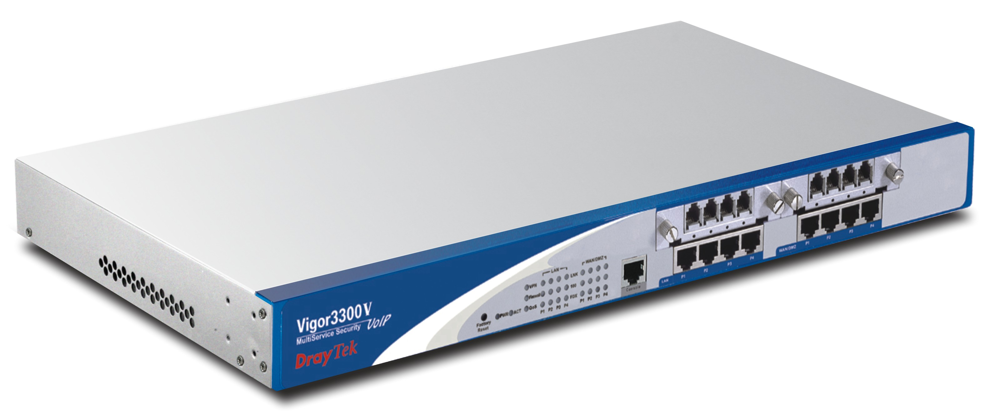 Vigor3300V
MultiService Security VoIP
DrayTek
Factory
Reset
PWR ACT
VPN
Firewall
QoS
LAN
P1 P2 P3 P4
LNK
100
FDX
WAN/DMZ
P1 P2 P3 P4
Console
LAN P1 P2 P3 P4
WAN/DMZ P1 P2 P3 P4